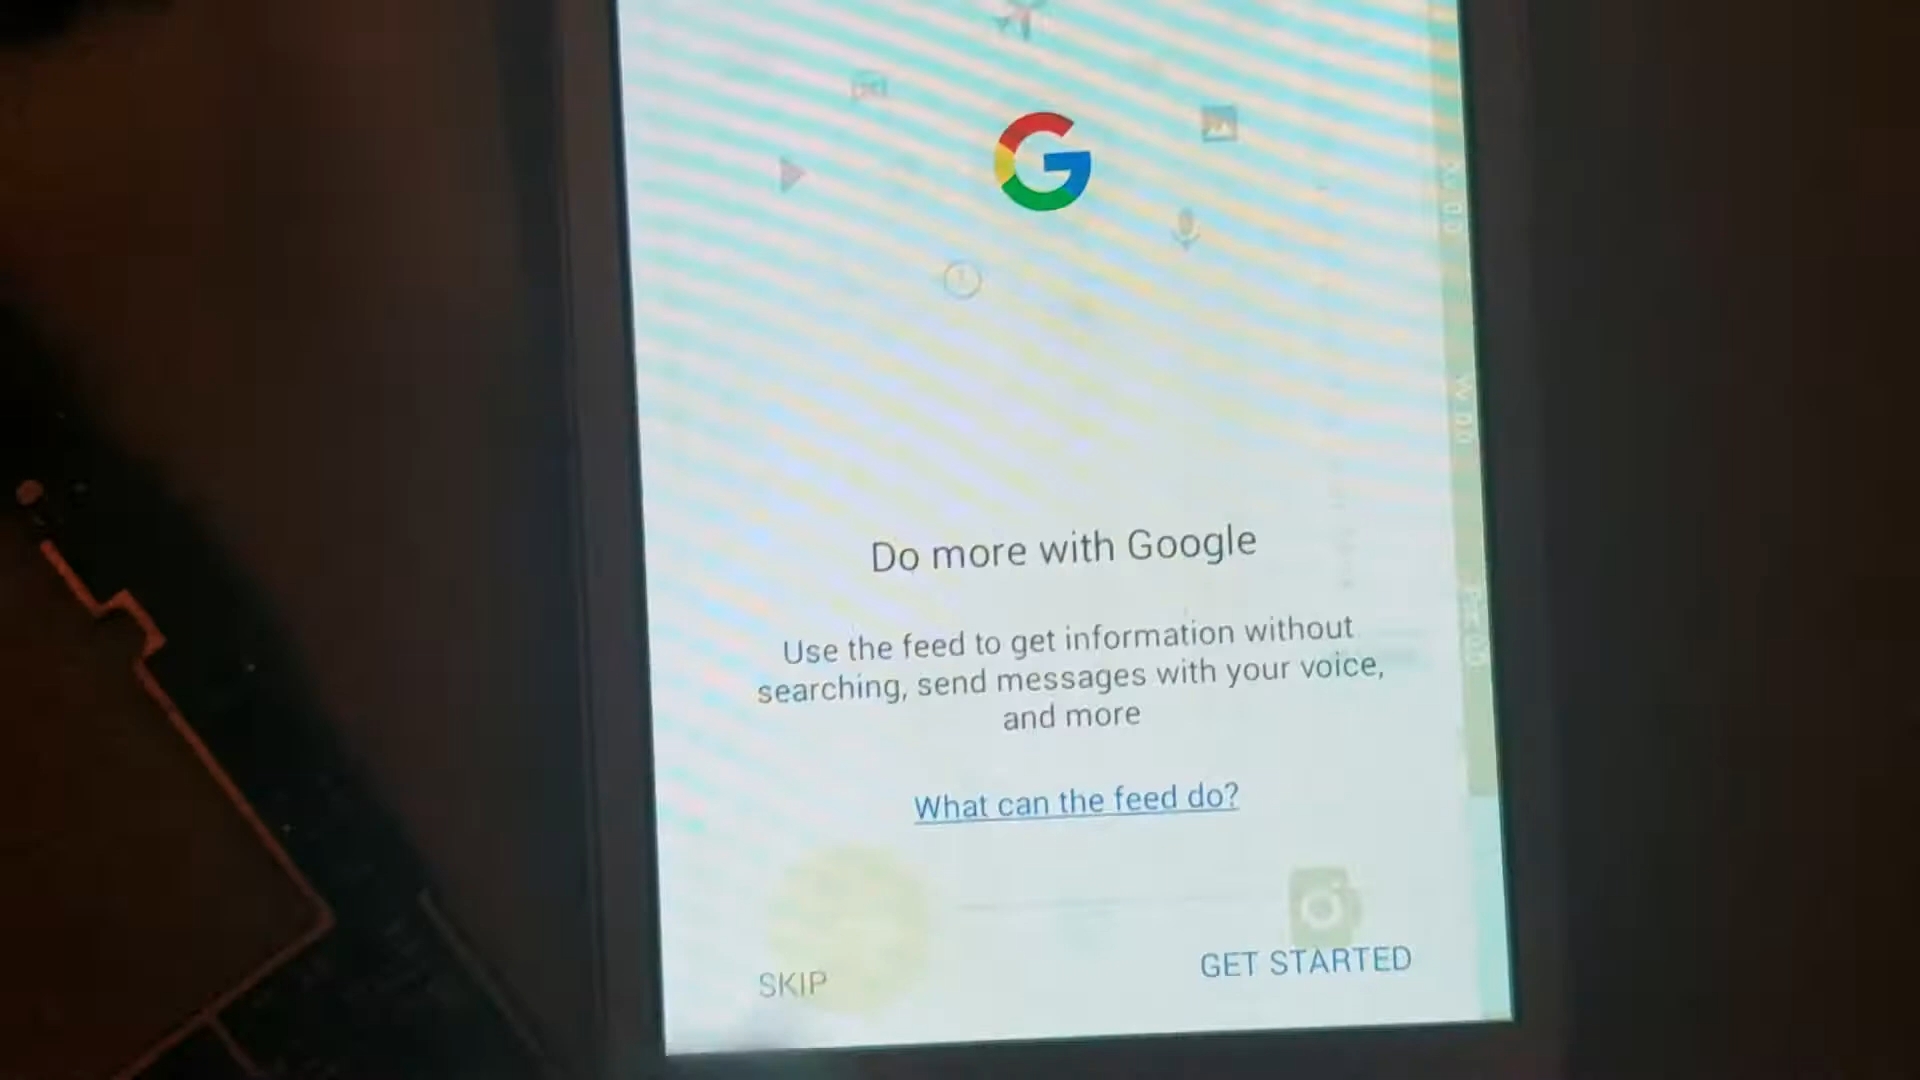 Do more with Google
Use the feed to get information without
searching, send messages with your voice,
and more
What can the feed do?
SKIP
GET STARTED